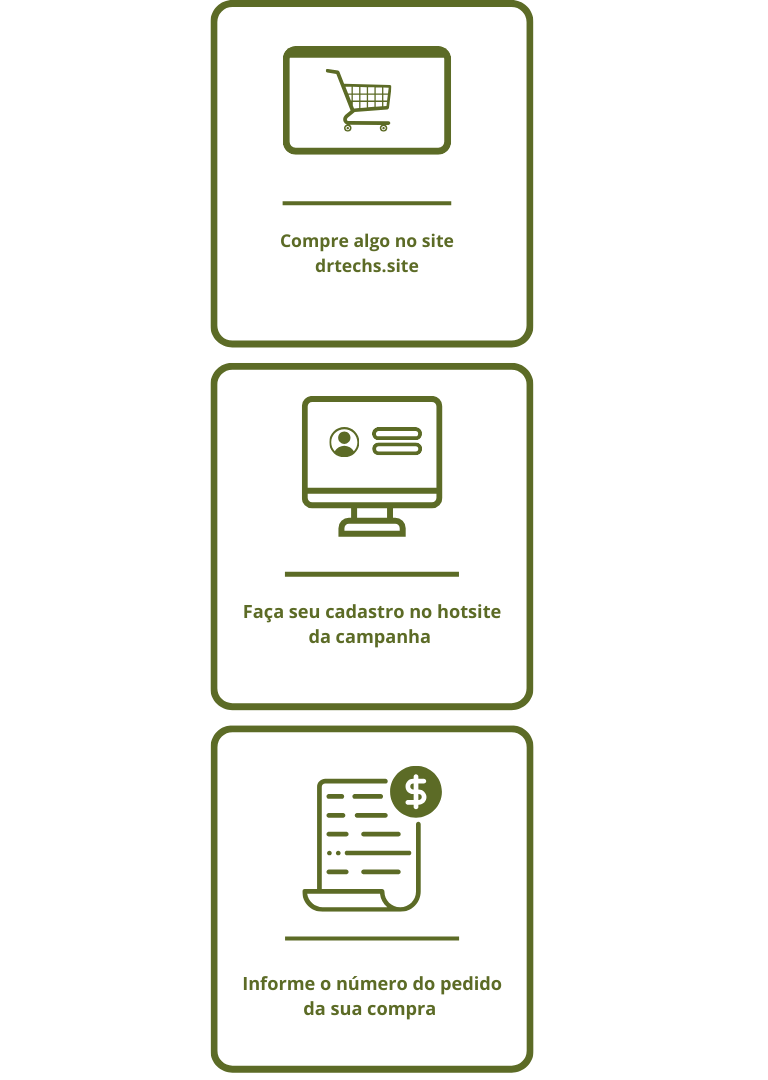 Compre algo no site
drtechs.site
Faça seu cadastro no hotsite
da campanha
$
Informe o número do pedido
da sua compra